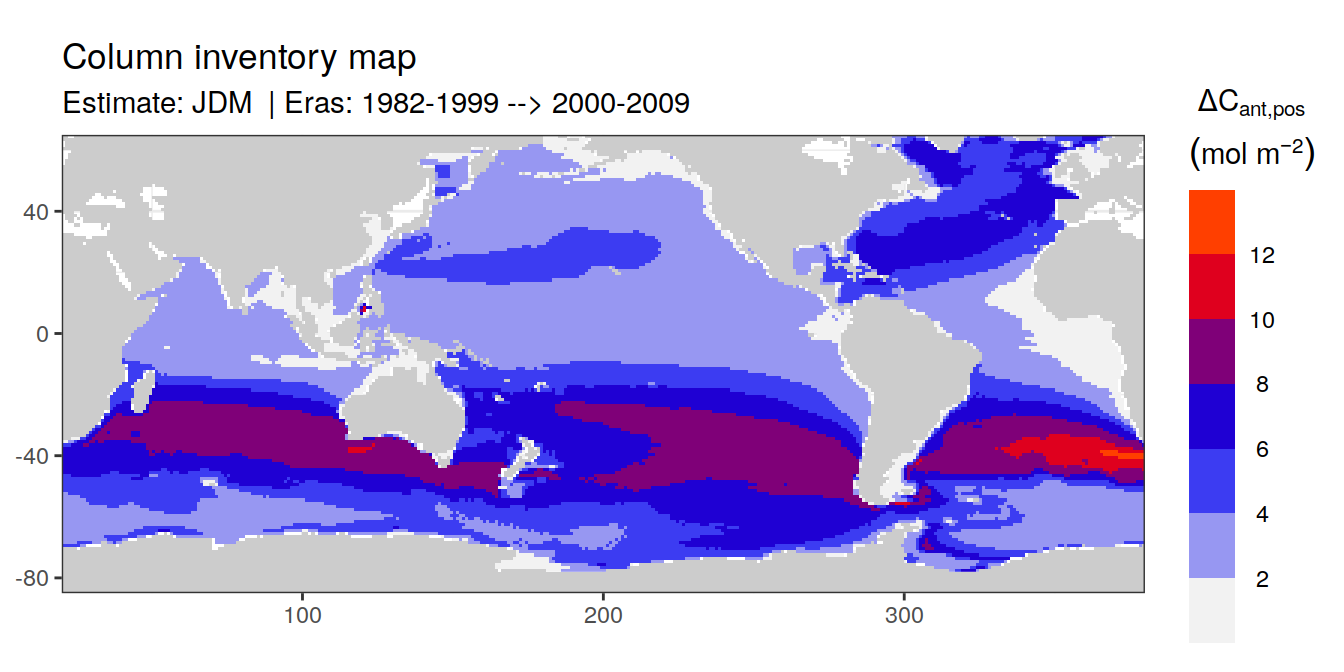 Column inventory map
Estimate: JDM | Eras: 1982-1999 --> 2000-2009
ΔCant,pos
(mol m−2)
12
10
8
6
4
2
40
0
-40
-80
100 200 300